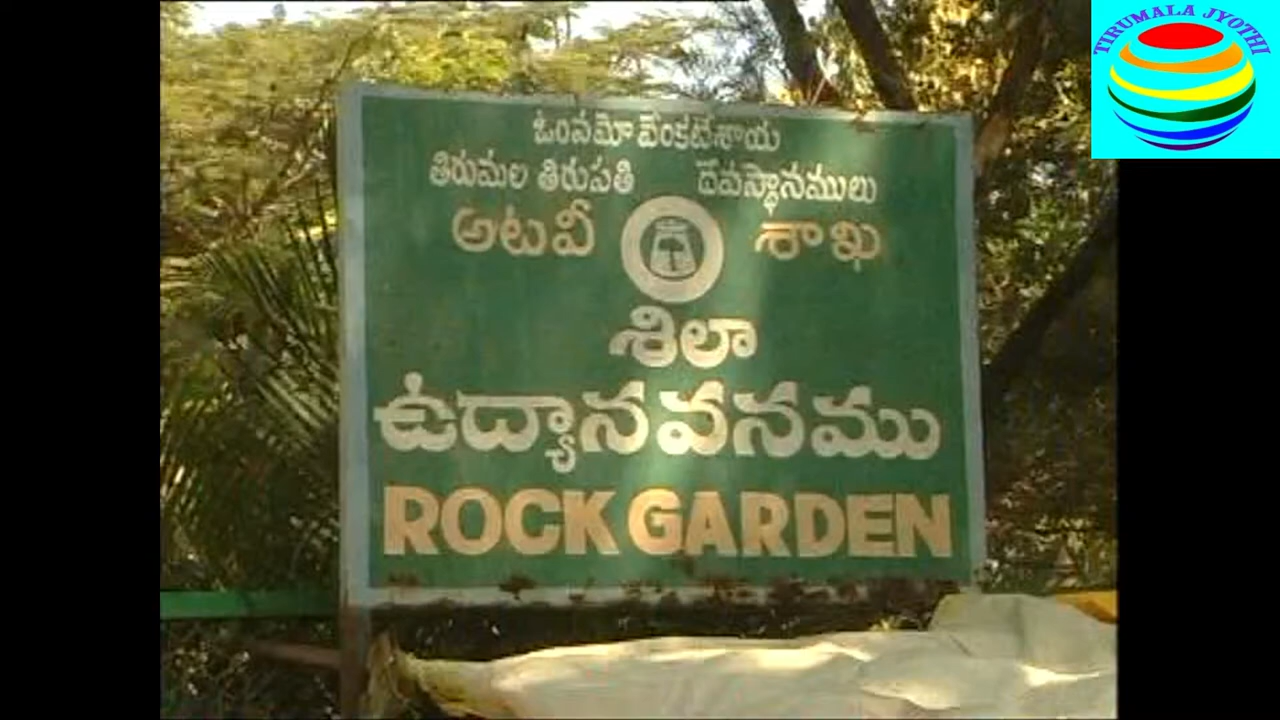 TIRUMALA JYOTHI
ఓంనమో వేంకటేశాయ
తిరుమల తిరుపతి దేవస్థానములు
అటవీ శాఖ
శిలా
ఉద్యానవనము
ROCK GARDEN